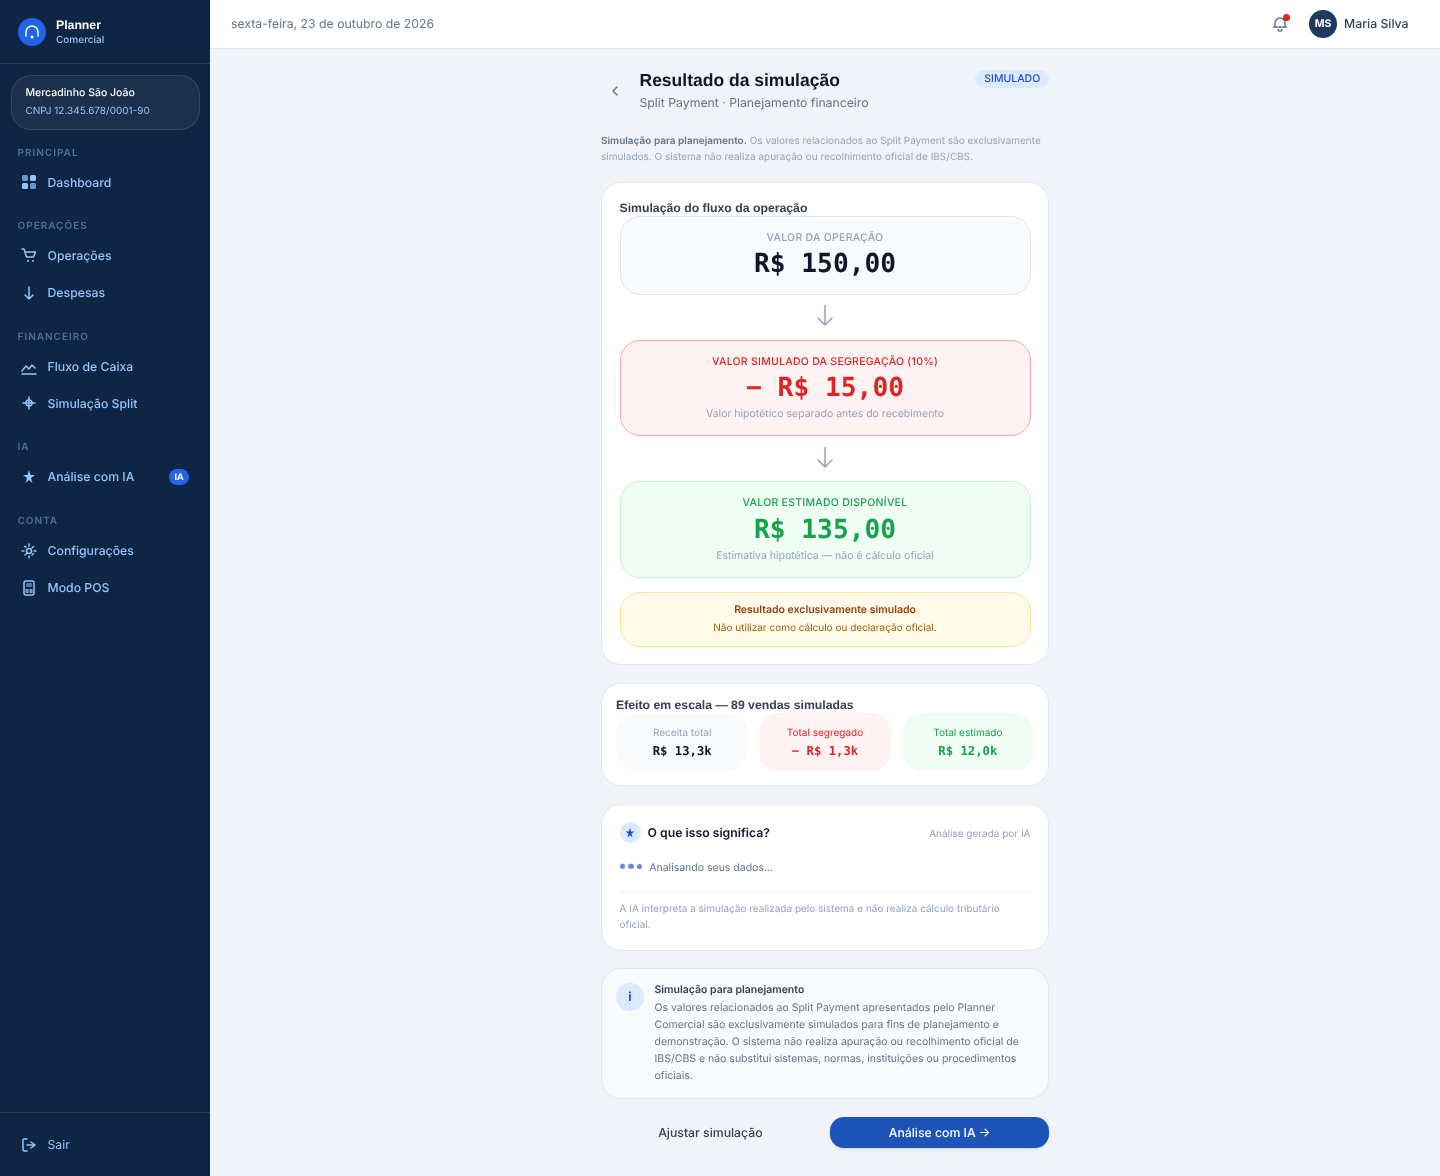 Planner
Comercial
Mercadinho São João
CNPJ 12.345.678/0001-90
PRINCIPAL
Dashboard
OPERAÇÕES
Operações
Despesas
FINANCEIRO
Fluxo de Caixa
Simulação Split
IA
Análise com IA
IA
CONTA
Configurações
Modo POS
Sair
sexta-feira, 23 de outubro de 2026
MS
Maria Silva
Resultado da simulação
SIMULADO
Split Payment · Planejamento financeiro
Simulação para planejamento. Os valores relacionados ao Split Payment são exclusivamente
simulados. O sistema não realiza apuração ou recolhimento oficial de IBS/CBS.
Simulação do fluxo da operação
VALOR DA OPERAÇÃO
R$ 150,00
VALOR SIMULADO DA SEGREGAÇÃO (10%)
− R$ 15,00
Valor hipotético separado antes do recebimento
VALOR ESTIMADO DISPONÍVEL
R$ 135,00
Estimativa hipotética — não é cálculo oficial
Resultado exclusivamente simulado
Não utilizar como cálculo ou declaração oficial.
Efeito em escala — 89 vendas simuladas
Receita total
R$ 13,3k
Total segregado
− R$ 1,3k
Total estimado
R$ 12,0k
O que isso significa?
Análise gerada por IA
Analisando seus dados...
A IA interpreta a simulação realizada pelo sistema e não realiza cálculo tributário
oficial.
i
Simulação para planejamento
Os valores relacionados ao Split Payment apresentados pelo Planner
Comercial são exclusivamente simulados para fins de planejamento e
demonstração. O sistema não realiza apuração ou recolhimento oficial de
IBS/CBS e não substitui sistemas, normas, instituições ou procedimentos
oficiais.
Ajustar simulação
Análise com IA →